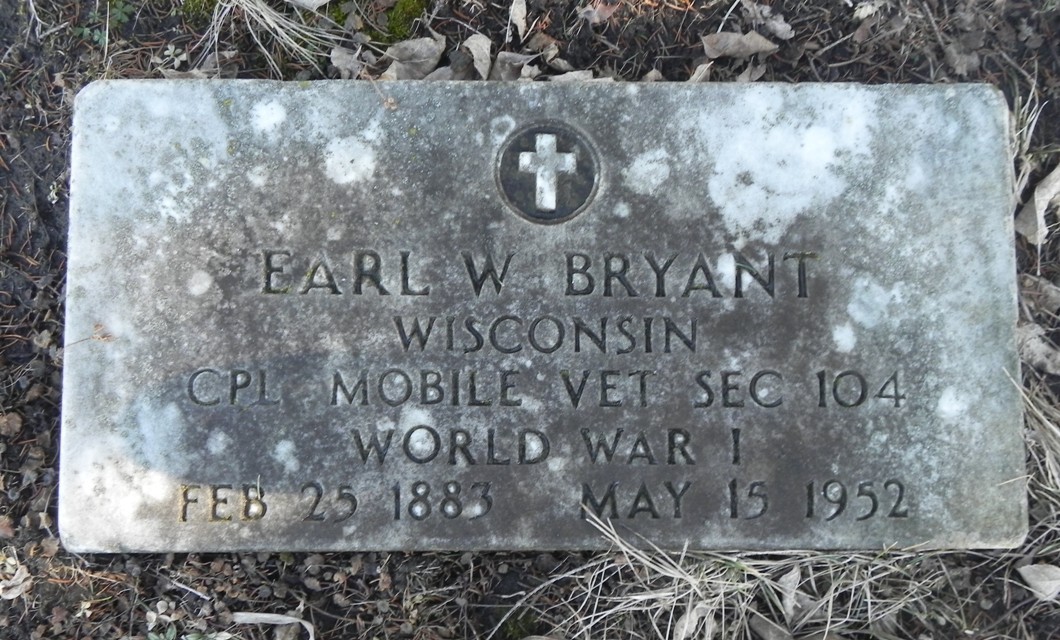 EARL W BRYANT
WISCONSIN
CPL MOBILE VET SEC 104
WORLD WAR I
FEB 25 1883 MAY 15 1952